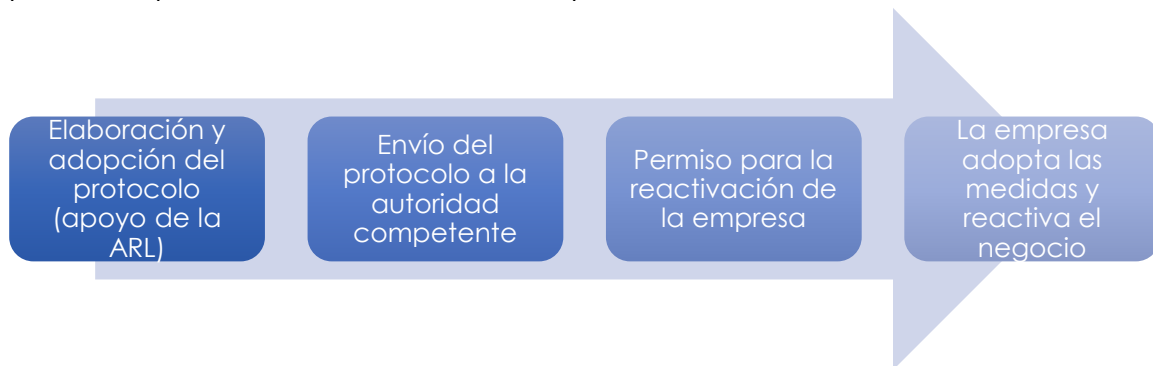 Elaboración y
adopción del
protocolo
(apoyo de la
ARL)
Envío del
protocolo a la
autoridad
competente
Permiso para la
reactivación de
la empresa
La empresa
adopta las
medidas y
reactiva el
negocio